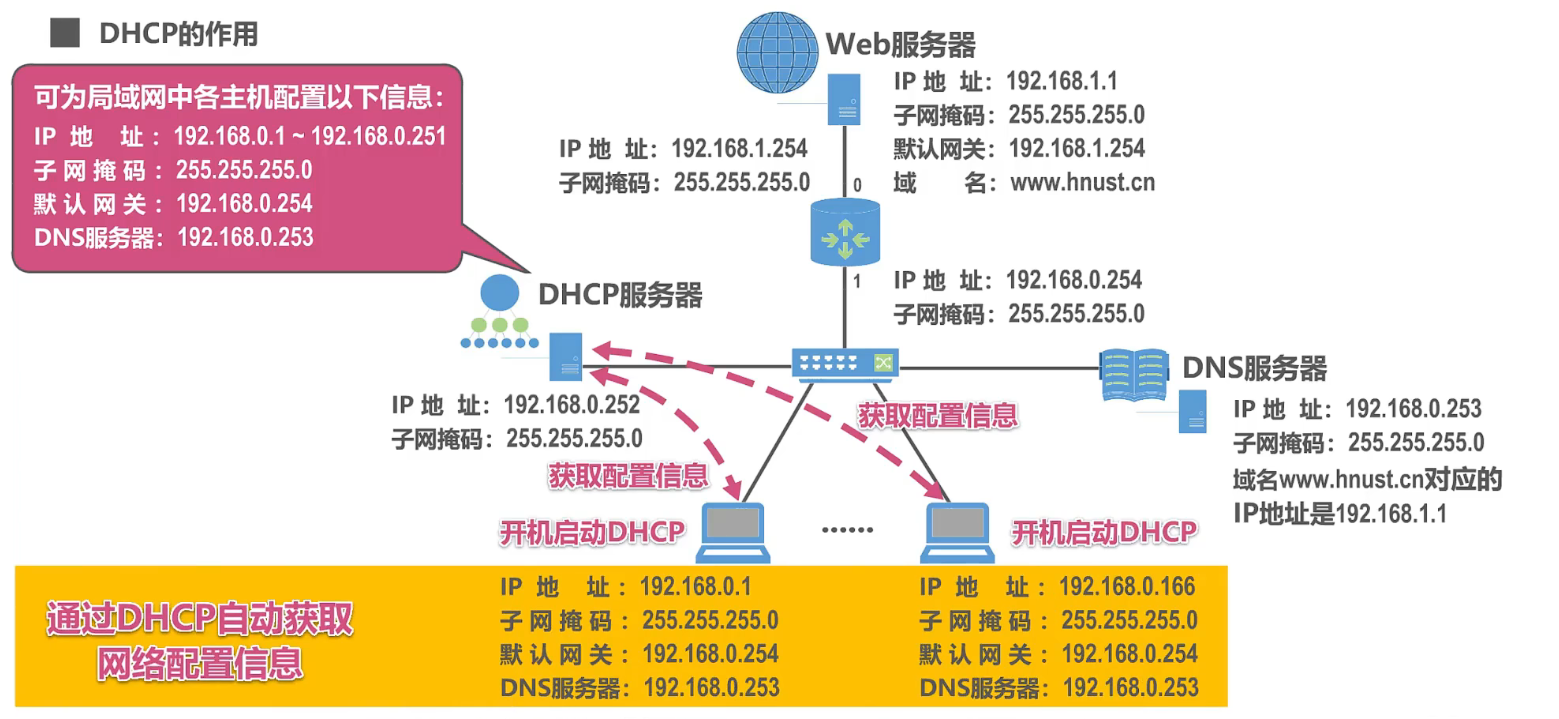 DHCP的作用
可为局域网中各主机配置以下信息：
IP 地 址：192.168.0.1 ~ 192.168.0.251
子网掩码：255.255.255.0
默认网关：192.168.0.254
DNS服务器：192.168.0.253
Web服务器
IP 地 址：192.168.1.1
子网掩码：255.255.255.0
默认网关：192.168.1.254
域 名：www.hnust.cn
IP 地 址：192.168.1.254
子网掩码：255.255.255.0
0
1
IP 地 址：192.168.0.254
子网掩码：255.255.255.0
DHCP服务器
IP 地 址：192.168.0.252
子网掩码：255.255.255.0
DNS服务器
IP 地 址：192.168.0.253
子网掩码：255.255.255.0
域名www.hnust.cn对应的
IP地址是192.168.1.1
获取配置信息
获取配置信息
开机启动DHCP
……
开机启动DHCP
通过DHCP自动获取
网络配置信息
IP 地 址：192.168.0.1
子网掩码：255.255.255.0
默认网关：192.168.0.254
DNS服务器：192.168.0.253
IP 地 址：192.168.0.166
子网掩码：255.255.255.0
默认网关：192.168.0.254
DNS服务器：192.168.0.253